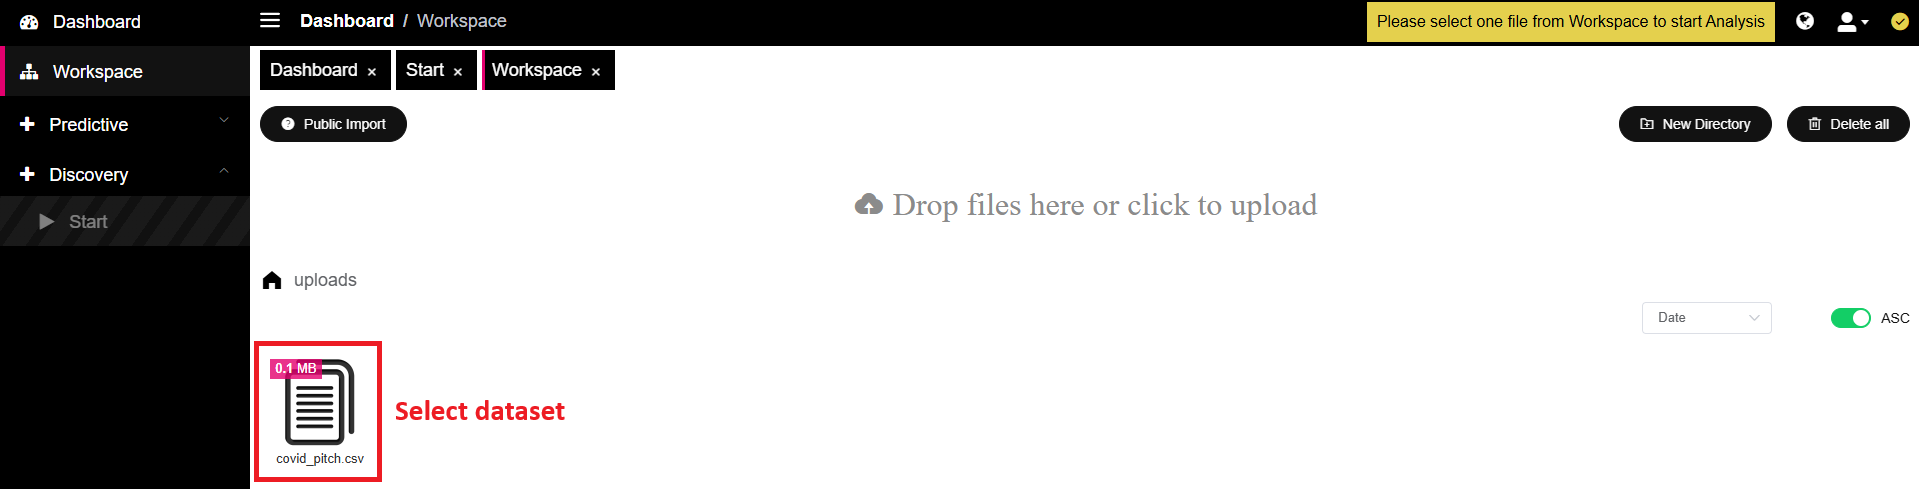 Dashboard
Workspace
Predictive
Discovery
Start
Dashboard / Workspace
Please select one file from Workspace to start Analysis
Dashboard ×
Start ×
Workspace ×
? Public Import
New Directory
Delete all
Drop files here or click to upload
uploads
Date
ASC
0.1 MB
covid_pitch.csv
Select dataset